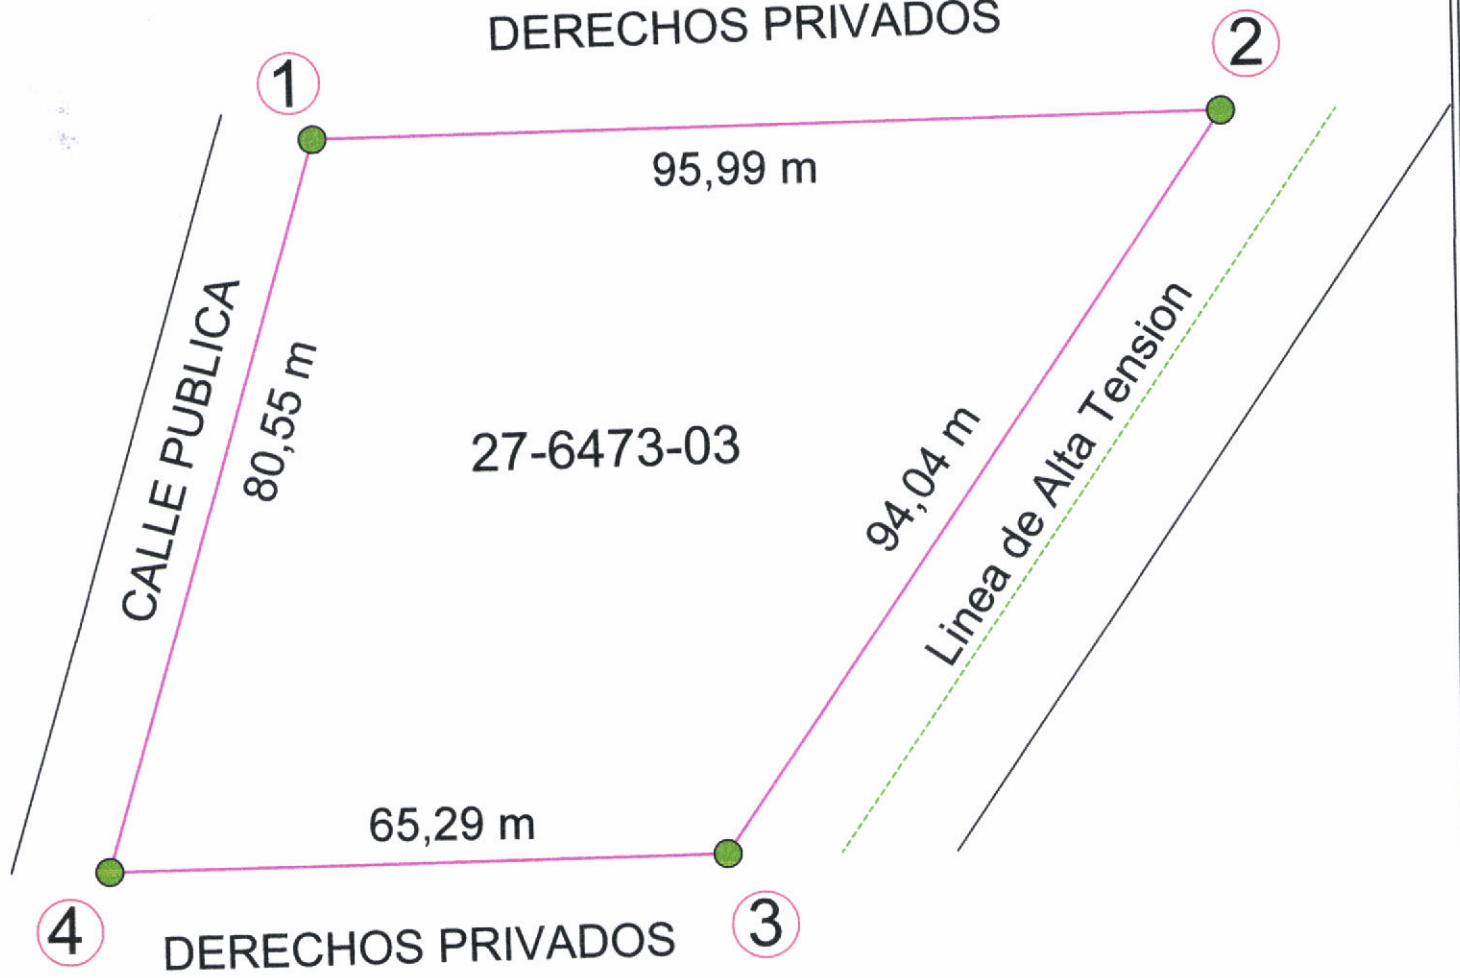 DERECHOS PRIVADOS
1
2
95,99 m
CALLE PUBLICA
80,55 m
27-6473-03
94,04 m
Linea de Alta Tension
65,29 m
4
3
DERECHOS PRIVADOS